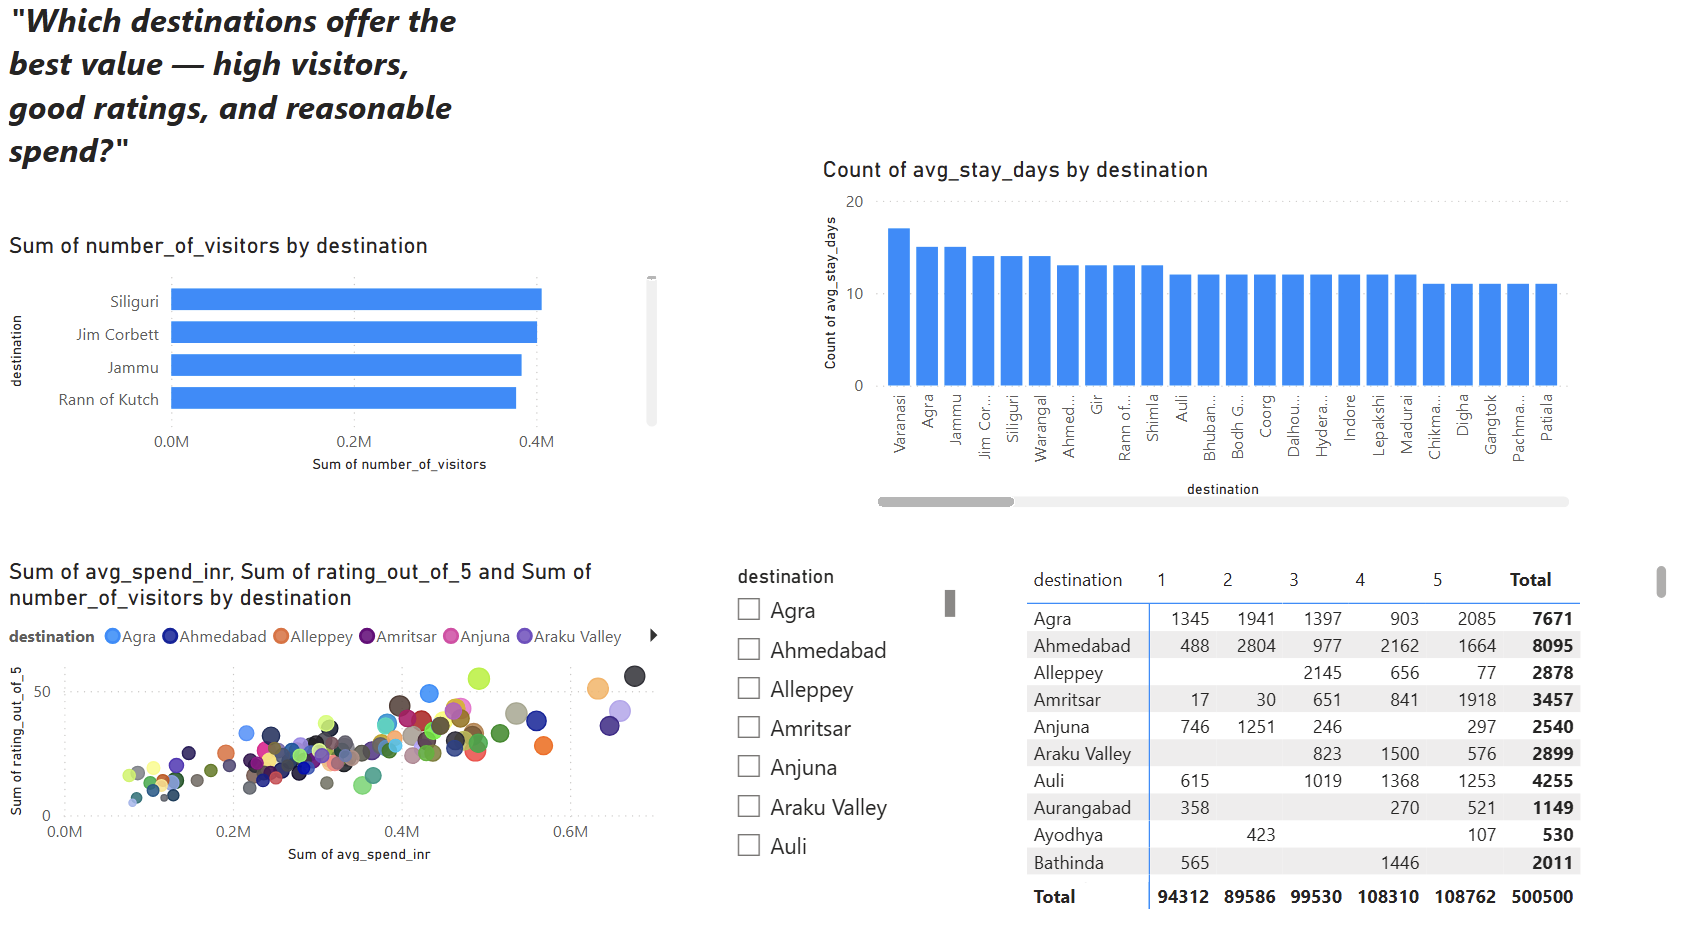 "Which destinations offer the
best value — high visitors,
good ratings, and reasonable
spend?"
Sum of number_of_visitors by destination
destination
Siliguri
Jim Corbett
Jammu
Rann of Kutch
0.0M 0.2M 0.4M
Sum of number_of_visitors
Count of avg_stay_days by destination
Count of avg_stay_days
20
10
0
Varanasi
Agra
Jammu
Jim Cor...
Siliguri
Warangal
Ahmed...
Gir
Rann of...
Shimla
Auli
Bhuban...
Bodh G...
Coorg
Dalhou...
Hydera...
Indore
Lepakshi
Madurai
Chikma...
Digha
Gangtok
Pachma...
Patiala
destination
Sum of avg_spend_inr, Sum of rating_out_of_5 and Sum of
number_of_visitors by destination
destination Agra Ahmedabad Alleppey Amritsar Anjuna Araku Valley
Sum of rating_out_of_5
50
0
0.0M 0.2M 0.4M 0.6M
Sum of avg_spend_inr
destination
Agra
Ahmedabad
Alleppey
Amritsar
Anjuna
Araku Valley
Auli
destination 1 2 3 4 5 Total
Agra 1345 1941 1397 903 2085 7671
Ahmedabad 488 2804 977 2162 1664 8095
Alleppey 2145 656 77 2878
Amritsar 17 30 651 841 1918 3457
Anjuna 746 1251 246 297 2540
Araku Valley 823 1500 576 2899
Auli 615 1019 1368 1253 4255
Aurangabad 358 270 521 1149
Ayodhya 423 107 530
Bathinda 565 1446 2011
Total 94312 89586 99530 108310 108762 500500